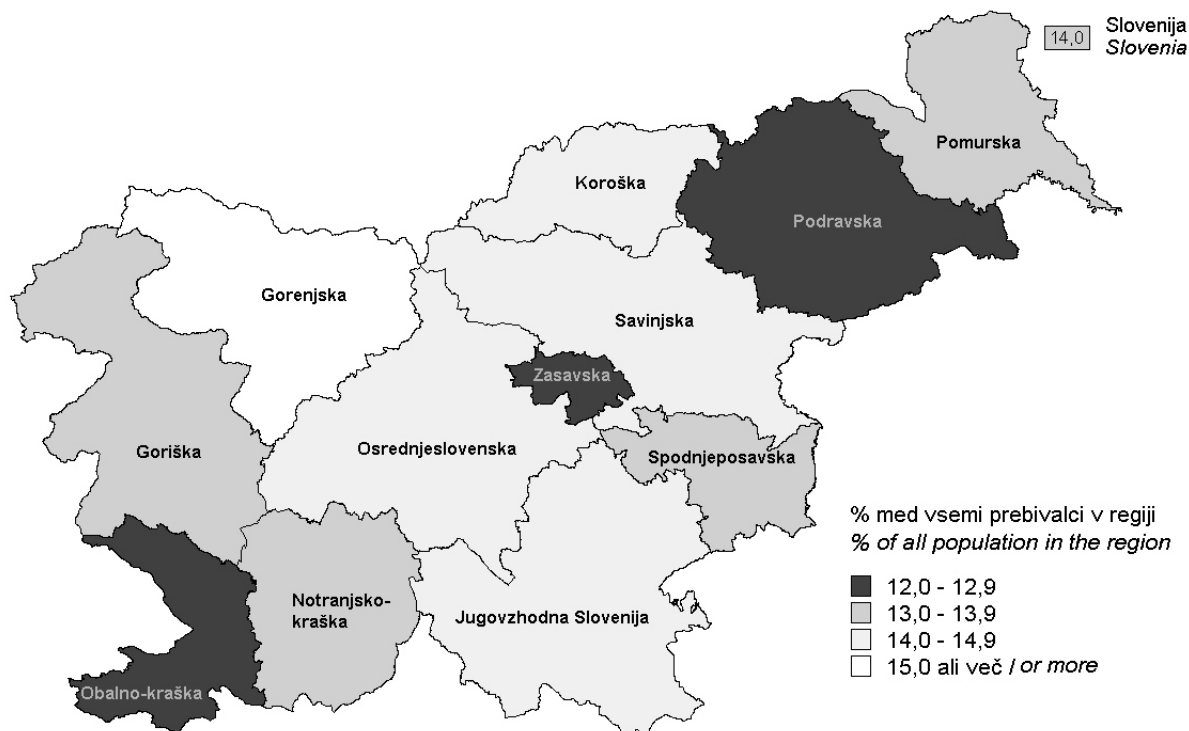 14,0
Slovenija
Slovenia
Pomurska
Koroška
Podravska
Gorenjska
Savinjska
Zasavska
Osrednjeslovenska
Goriška
Spodnjeposavska
% med vsemi prebivalci v regiji
% of all population in the region
Notranjsko-
kraška
Jugovzhodna Slovenija
Obalno-kraška
12,0 - 12,9
13,0 - 13,9
14,0 - 14,9
15,0 ali več / or more